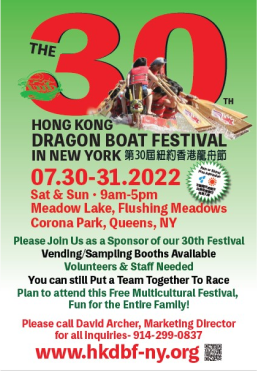 THE
30
TH
HONG KONG
DRAGON BOAT FESTIVAL
IN NEW YORK 第30屆紐約香港龍舟節
07.30-31.2022
Sat & Sun • 9am-5pm
Meadow Lake, Flushing Meadows
Corona Park, Queens, NY
Please Join Us as a Sponsor of our 30th Festival
Vending/Sampling Booths Available
Volunteers & Staff Needed
You can still Put a Team Together To Race
Plan to attend this Free Multicultural Festival,
Fun for the Entire Family!
Please call David Archer, Marketing Director
for all Inquiries- 914-299-0837
www.hkdbf-ny.org